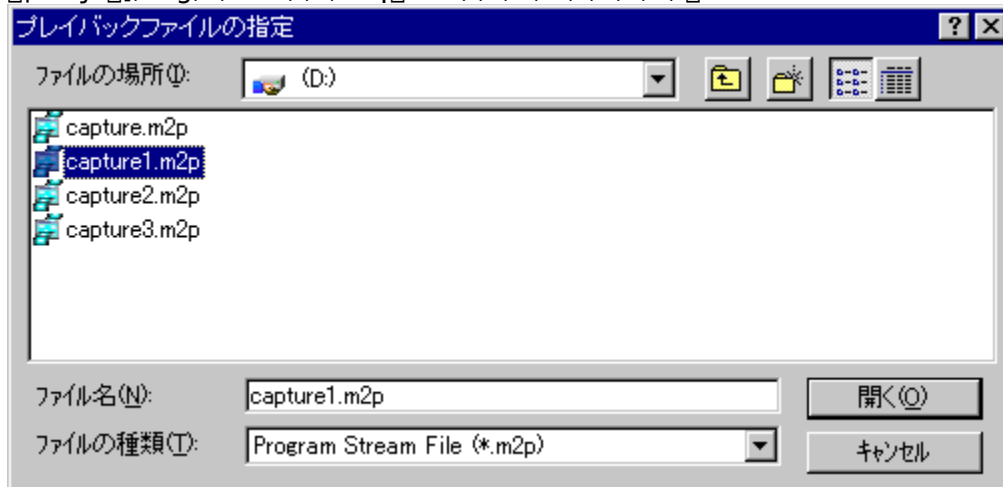 プレイバックファイルの指定
ファイルの場所(I):
(D:)
capture.m2p
capture1.m2p
capture2.m2p
capture3.m2p
ファイル名(N):
capture1.m2p
開く(O)
ファイルの種類(T):
Program Stream File (*.m2p)
キャンセル